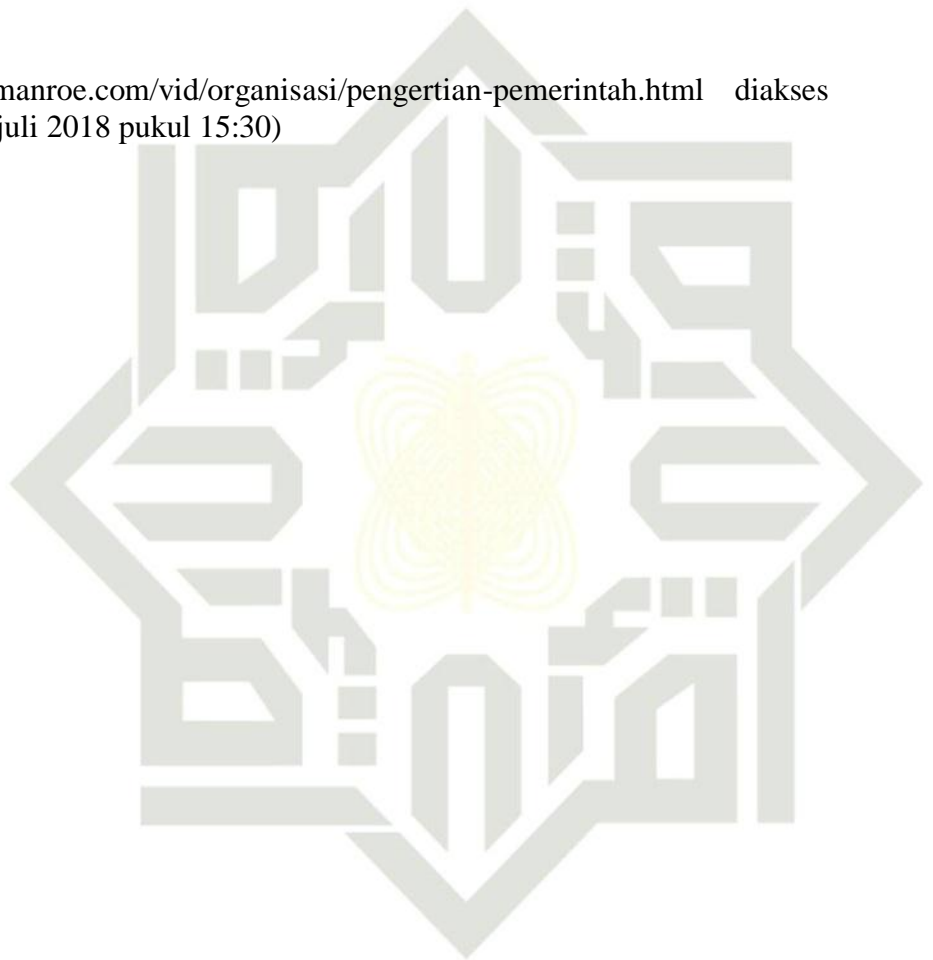 manroe.com/vid/organisasi/pengertian-pemerintah.html diakses
juli 2018 pukul 15:30)